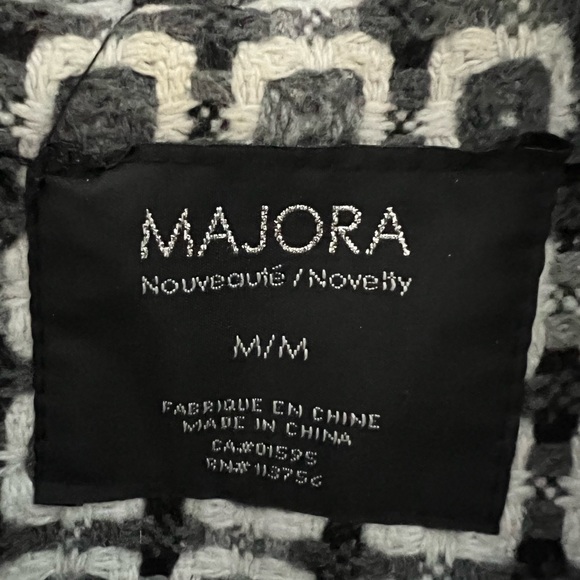 MAJORA
Nouveauté / Novelty
M/M
FABRIQUE EN CHINE
MADE IN CHINA
CA#01595
RN#113756